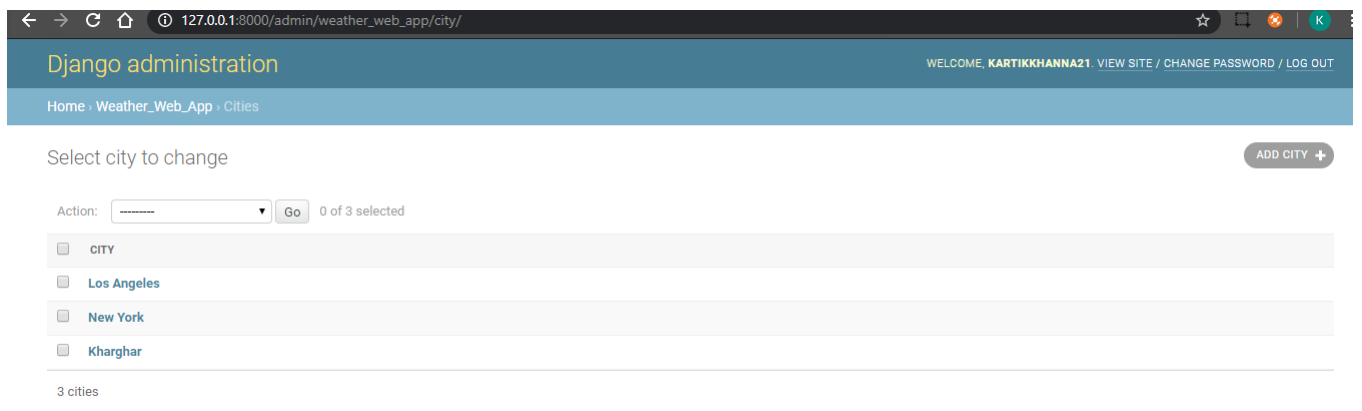 127.0.0.1:8000/admin/weather_web_app/city/
K
Django administration
WELCOME, KARTIKKHANNA21. VIEW SITE / CHANGE PASSWORD / LOG OUT
Home › Weather_Web_App › Cities
Select city to change
ADD CITY +
Action: --------- Go 0 of 3 selected
CITY
Los Angeles
New York
Kharghar
3 cities